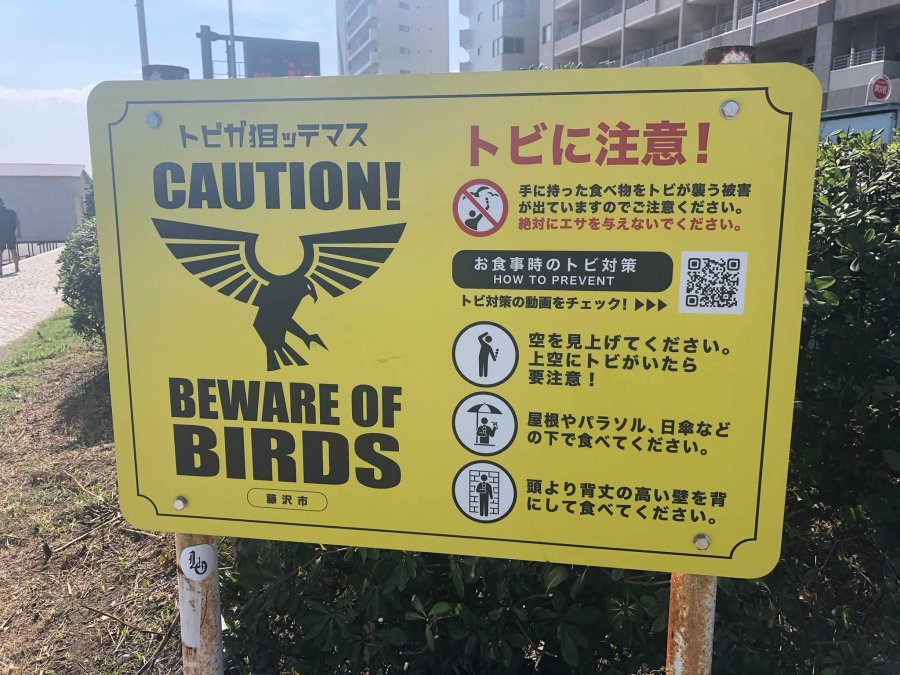 トビガ狙ッテマス
CAUTION!
BEWARE OF
BIRDS
藤沢市
トビに注意!
手に持った食べ物をトビが襲う被害
が出ていますのでご注意ください。
絶対にエサを与えないでください。
お食事時のトビ対策
HOW TO PREVENT
トビ対策の動画をチェック! ▶▶▶
空を見上げてください。
上空にトビがいたら
要注意!
屋根やパラソル、日傘など
の下で食べてください。
頭より背丈の高い壁を背
にして食べてください。